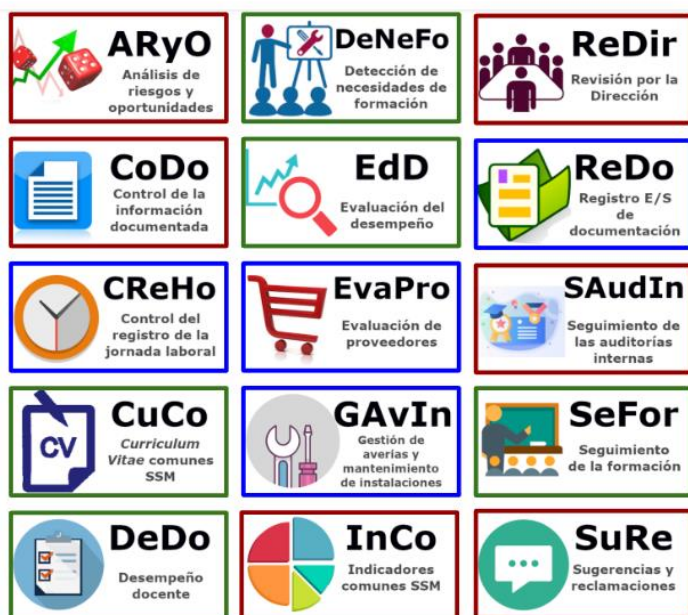 ARyO
Análisis de
riesgos y
oportunidades
DeNeFo
Detección de
necesidades de
formación
ReDir
Revisión por la
Dirección
CoDo
Control de la
información
documentada
EdD
Evaluación del
desempeño
ReDo
Registro E/S
de
documentación
CReHo
Control del
registro de la
jornada laboral
EvaPro
Evaluación de
proveedores
SAudIn
Seguimiento de
las auditorías
internas
CV
CuCo
Curriculum
Vitae comunes
SSM
GAvIn
Gestión de
averías y
mantenimiento
de instalaciones
SeFor
Seguimiento
de la formación
DeDo
Desempeño
docente
InCo
Indicadores
comunes SSM
SuRe
Sugerencias y
reclamaciones